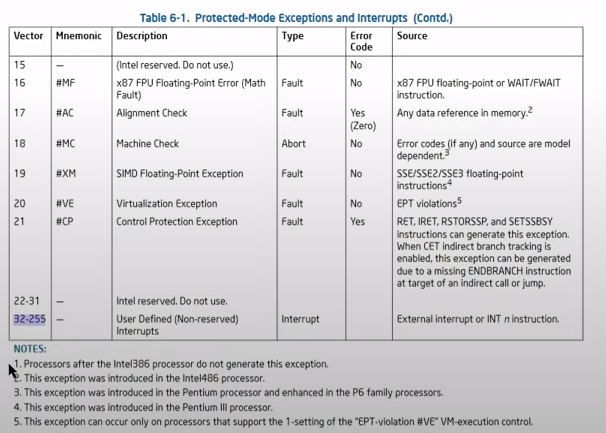 Table 6-1. Protected-Mode Exceptions and Interrupts (Contd.)
Vector Mnemonic Description Type Error Code Source
15 — (Intel reserved. Do not use.) No
16 #MF x87 FPU Floating-Point Error (Math Fault) Fault No x87 FPU floating-point or WAIT/FWAIT instruction.
17 #AC Alignment Check Fault Yes (Zero) Any data reference in memory.2
18 #MC Machine Check Abort No Error codes (if any) and source are model dependent.3
19 #XM SIMD Floating-Point Exception Fault No SSE/SSE2/SSE3 floating-point instructions4
20 #VE Virtualization Exception Fault No EPT violations5
21 #CP Control Protection Exception Fault Yes RET, IRET, RSTORSSP, and SETSSBSY instructions can generate this exception. When CET indirect branch tracking is enabled, this exception can be generated due to a missing ENDBRANCH instruction at target of an indirect call or jump.
22-31 — Intel reserved. Do not use.
32-255 — User Defined (Non-reserved) Interrupts Interrupt External interrupt or INT n instruction.
NOTES:
1. Processors after the Intel386 processor do not generate this exception.
2. This exception was introduced in the Intel486 processor.
3. This exception was introduced in the Pentium processor and enhanced in the P6 family processors.
4. This exception was introduced in the Pentium III processor.
5. This exception can occur only on processors that support the 1-setting of the "EPT-violation #VE" VM-execution control.